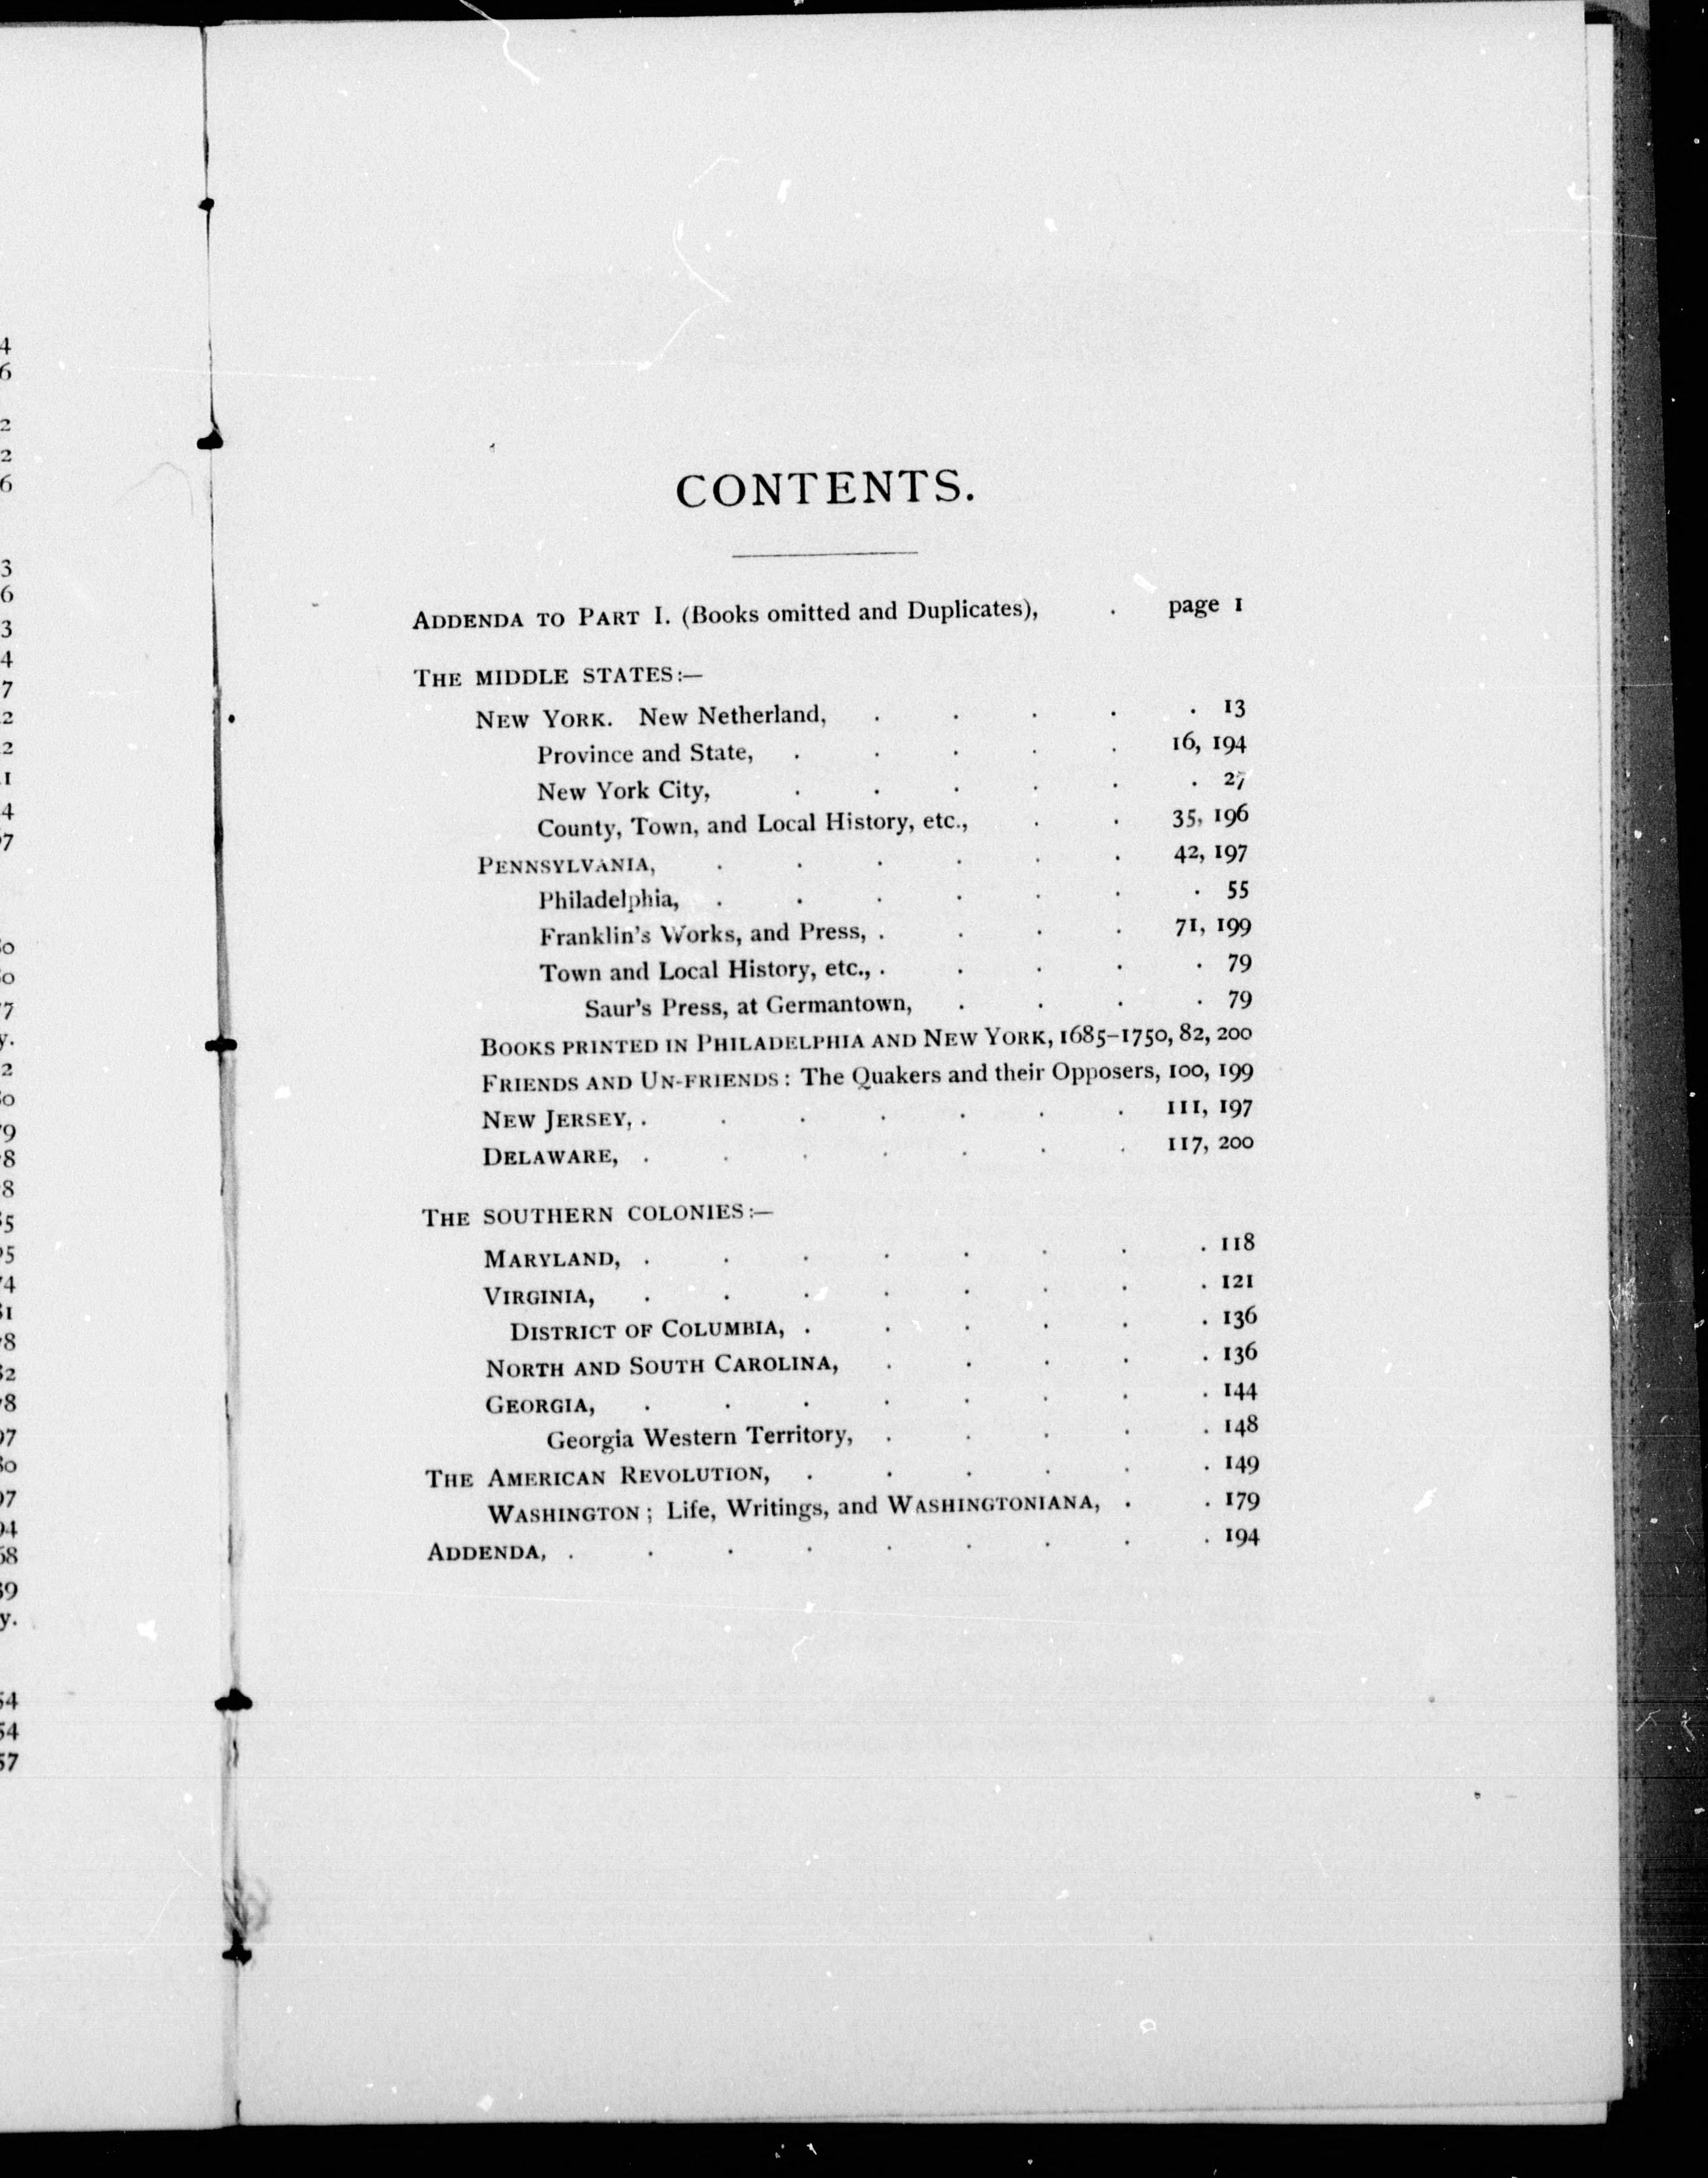 CONTENTS.
ADDENDA TO PART I. (Books omitted and Duplicates), . page 1
THE MIDDLE STATES:—
NEW YORK. New Netherland, . . . . . 13
Province and State, . . . . . 16, 194
New York City, . . . . . . 27
County, Town, and Local History, etc., . . 35, 196
PENNSYLVANIA, . . . . . . 42, 197
Philadelphia, . . . . . . . 55
Franklin's Works, and Press, . . . . 71, 199
Town and Local History, etc., . . . . . 79
Saur's Press, at Germantown, . . . . 79
BOOKS PRINTED IN PHILADELPHIA AND NEW YORK, 1685–1750, 82, 200
FRIENDS AND UN-FRIENDS: The Quakers and their Opposers, 100, 199
NEW JERSEY, . . . . . . . 111, 197
DELAWARE, . . . . . . . 117, 200
THE SOUTHERN COLONIES:—
MARYLAND, . . . . . . . . 118
VIRGINIA, . . . . . . . . 121
DISTRICT OF COLUMBIA, . . . . . . 136
NORTH AND SOUTH CAROLINA, . . . . . 136
GEORGIA, . . . . . . . . 144
Georgia Western Territory, . . . . . 148
THE AMERICAN REVOLUTION, . . . . . . 149
WASHINGTON; Life, Writings, and WASHINGTONIANA, . . 179
ADDENDA, . . . . . . . . . 194